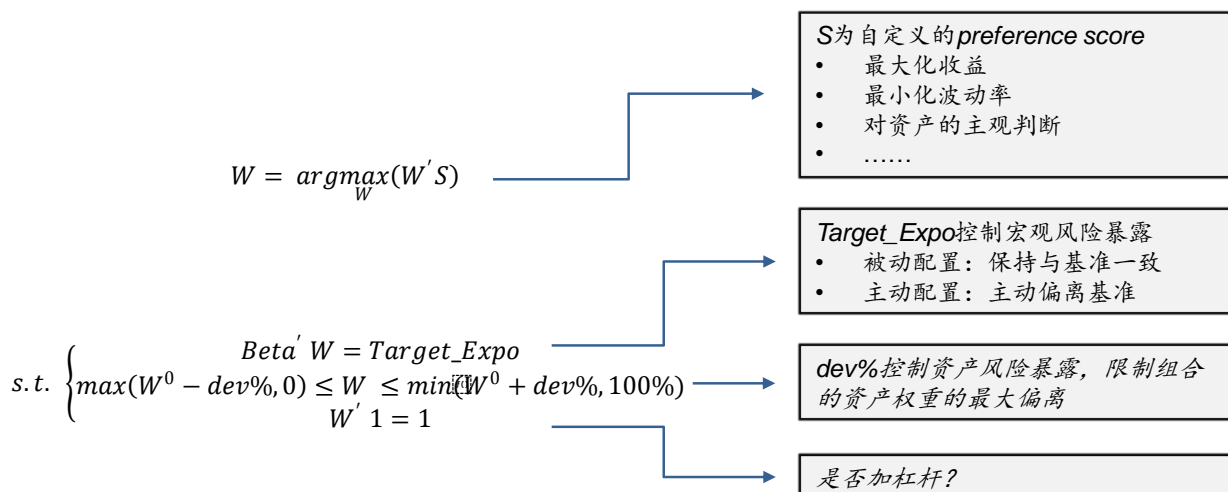 S为自定义的preference score
• 最大化收益
• 最小化波动率
• 对资产的主观判断
• ……
W = argmax(W′S)
W
Target_Expo控制宏观风险暴露
• 被动配置：保持与基准一致
• 主动配置：主动偏离基准
Beta′ W = Target_Expo
s.t. { max(W⁰ − dev%, 0) ≤ W ≤ min(W⁰ + dev%, 100%)
W′ 1 = 1
dev%控制资产风险暴露，限制组合
的资产权重的最大偏离
是否加杠杆？